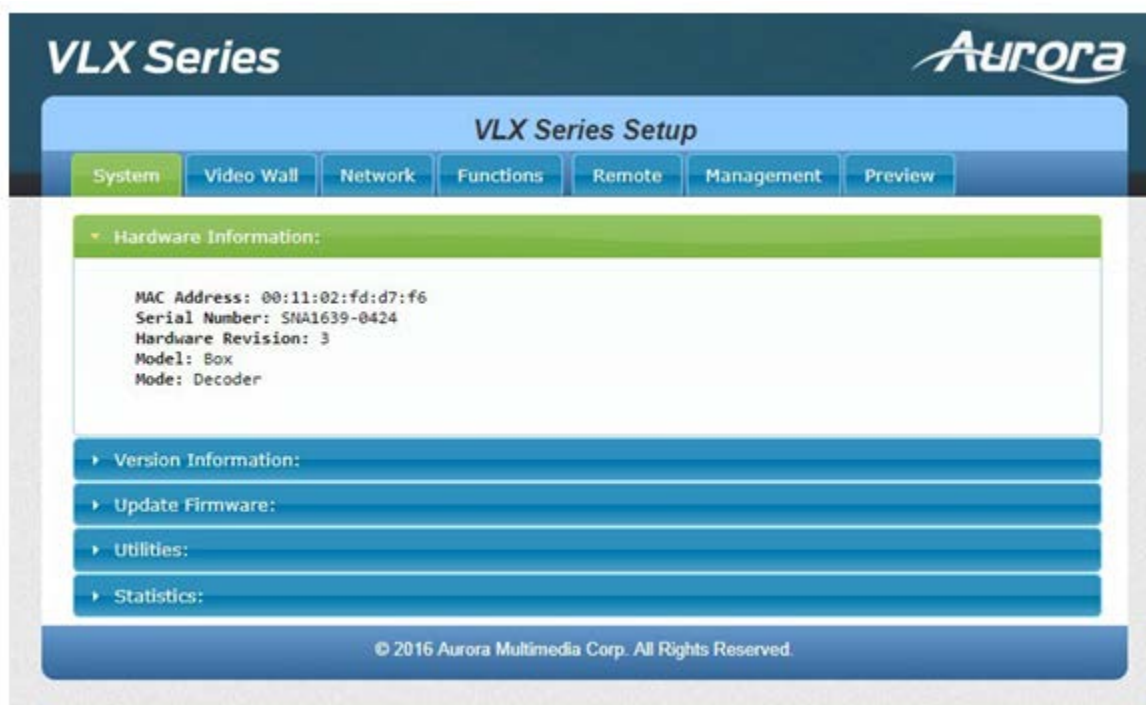 VLX Series
Aurora
VLX Series Setup
System Video Wall Network Functions Remote Management Preview
Hardware Information:
MAC Address: 00:11:02:fd:d7:f6
Serial Number: SNA1639-0424
Hardware Revision: 3
Model: Box
Mode: Decoder
Version Information:
Update Firmware:
Utilities:
Statistics:
© 2016 Aurora Multimedia Corp. All Rights Reserved.